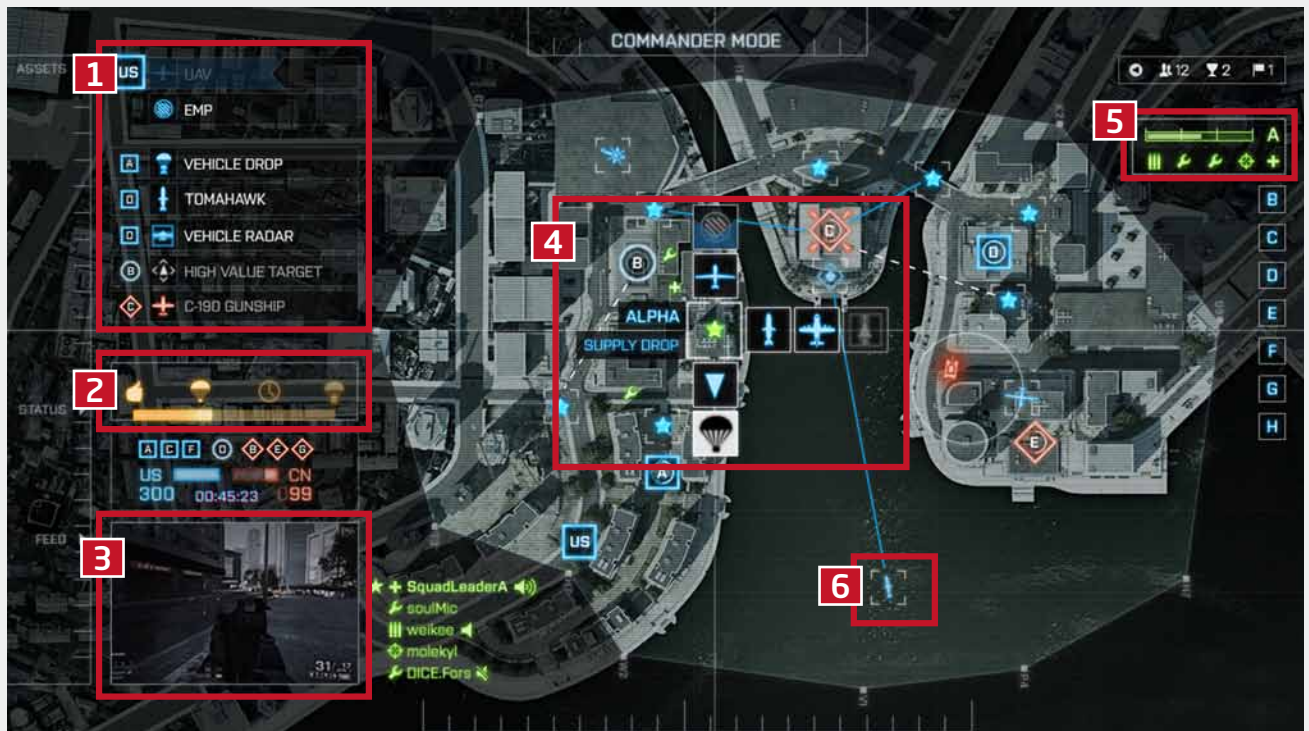 COMMANDER MODE
ASSETS
1
US
UAV
EMP
A
VEHICLE DROP
D
TOMAHAWK
D
VEHICLE RADAR
B
HIGH VALUE TARGET
C
C-190 GUNSHIP
12
2
1
5
A
B
C
D
E
F
G
H
4
B
C
D
ALPHA
SUPPLY DROP
E
A
US
STATUS
2
A C F D B E G
US
CN
300
00:45:23
099
FEED
3
31/
SquadLeaderA
soulMic
weikee
molekyl
DICE.Fors
6